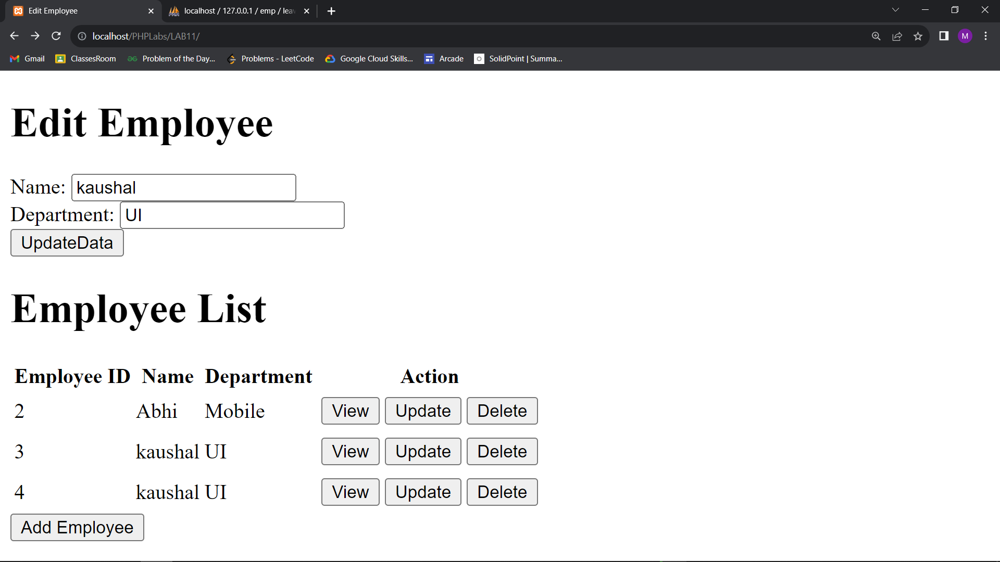 Edit Employee
localhost / 127.0.0.1 / emp / lea
localhost/PHPLabs/LAB11/
M
Gmail
ClassesRoom
Problem of the Day...
Problems - LeetCode
Google Cloud Skills...
Arcade
SolidPoint | Summa...
Edit Employee
Name: kaushal
Department: UI
UpdateData
Employee List
Employee ID Name Department Action
2 Abhi Mobile View Update Delete
3 kaushal UI View Update Delete
4 kaushal UI View Update Delete
Add Employee